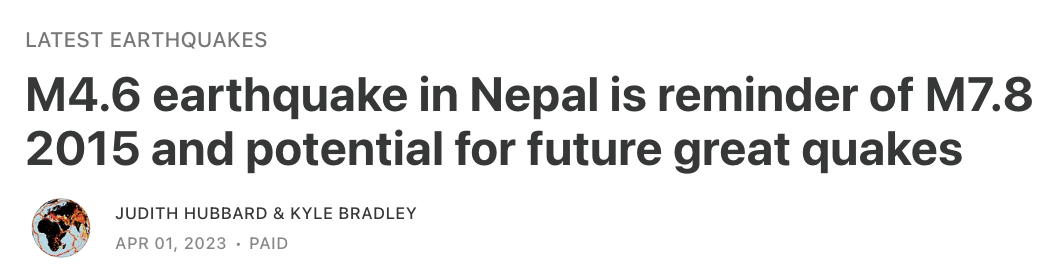 LATEST EARTHQUAKES
M4.6 earthquake in Nepal is reminder of M7.8
2015 and potential for future great quakes
JUDITH HUBBARD & KYLE BRADLEY
APR 01, 2023 • PAID